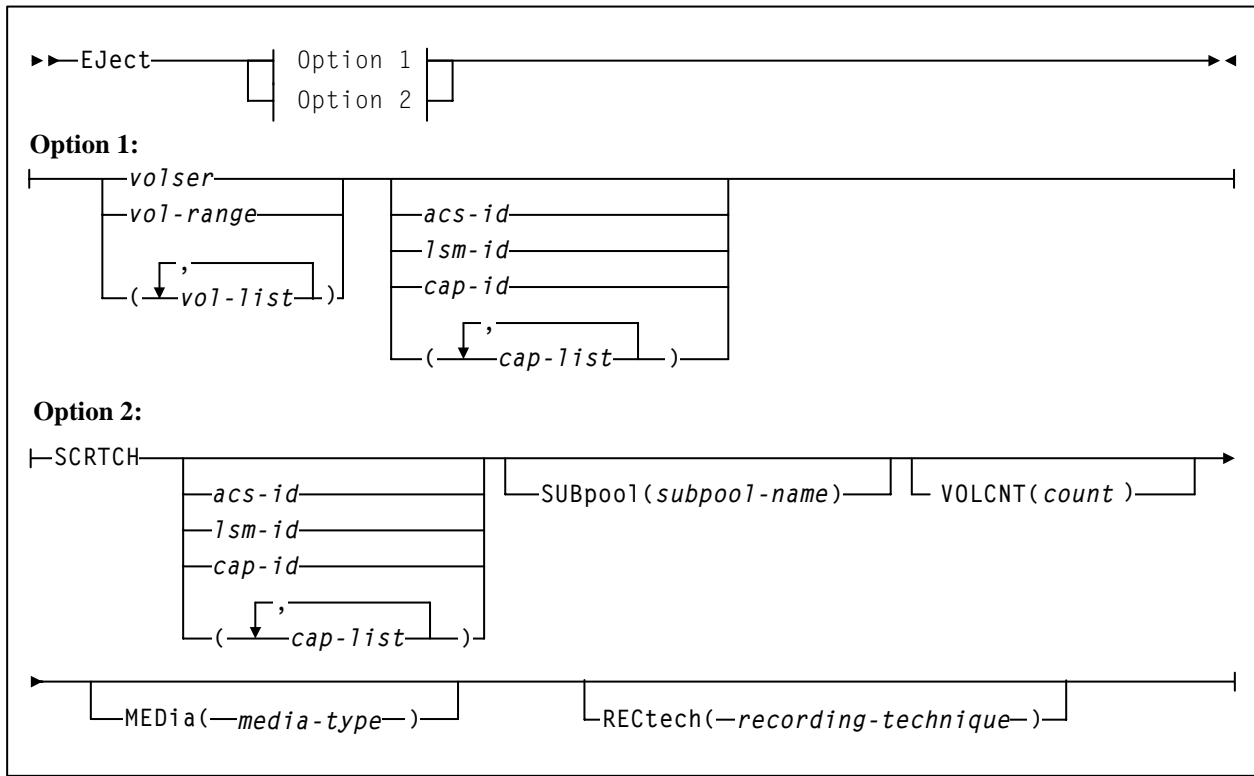 EJect Option 1
Option 2
Option 1:
volser
vol-range acs-id
lsm-id
, cap-id
(vol-list) ,
(cap-list)
Option 2:
SCRTCH
acs-id SUBpool(subpool-name) VOLCNT(count )
lsm-id
cap-id
,
(cap-list)
MEDia(media-type) RECtech(recording-technique)